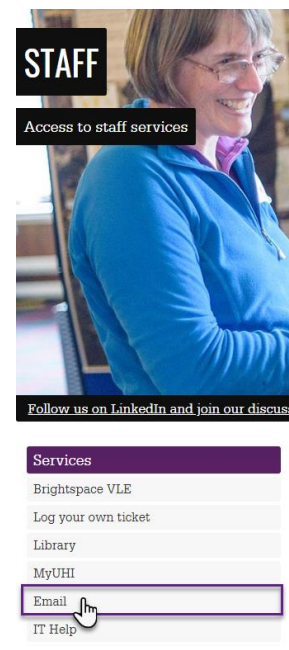 STAFF
Access to staff services
Follow us on LinkedIn and join our discus
Services
Brightspace VLE
Log your own ticket
Library
MyUHI
Email
IT Help